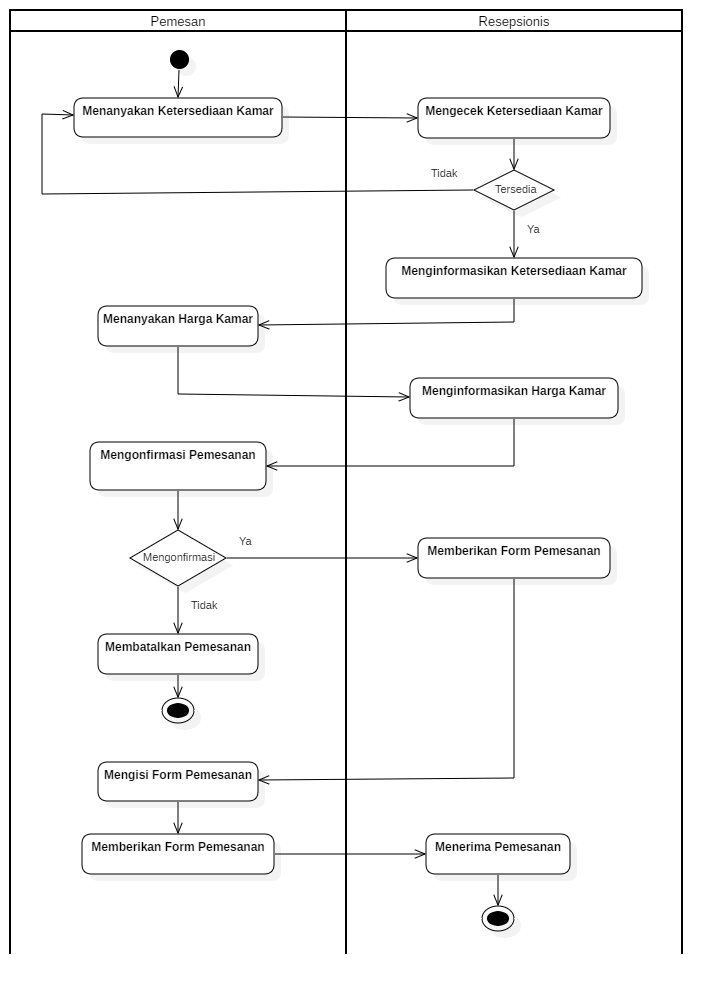 Pemesan
Resepsionis
Menanyakan Ketersediaan Kamar
Mengecek Ketersediaan Kamar
Tidak
Tersedia
Ya
Menginformasikan Ketersediaan Kamar
Menanyakan Harga Kamar
Menginformasikan Harga Kamar
Mengonfirmasi Pemesanan
Ya
Mengonfirmasi
Memberikan Form Pemesanan
Tidak
Membatalkan Pemesanan
Mengisi Form Pemesanan
Memberikan Form Pemesanan
Menerima Pemesanan